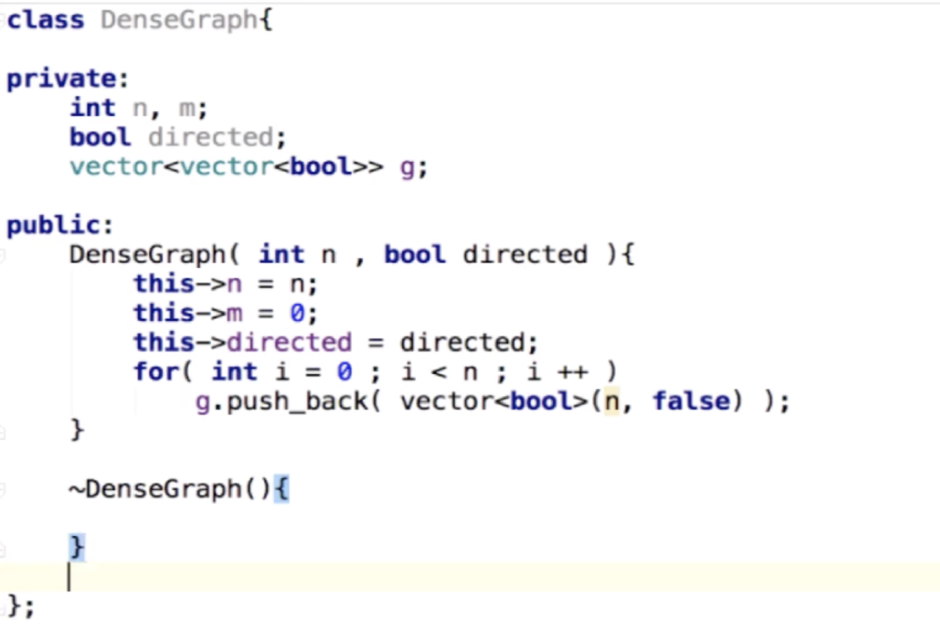 class DenseGraph{
private:
    int n, m;
    bool directed;
    vector<vector<bool>> g;
public:
    DenseGraph( int n , bool directed ){
        this->n = n;
        this->m = 0;
        this->directed = directed;
        for( int i = 0 ; i < n ; i ++ )
            g.push_back( vector<bool>(n, false) );
    }
    ~DenseGraph(){
    }
};